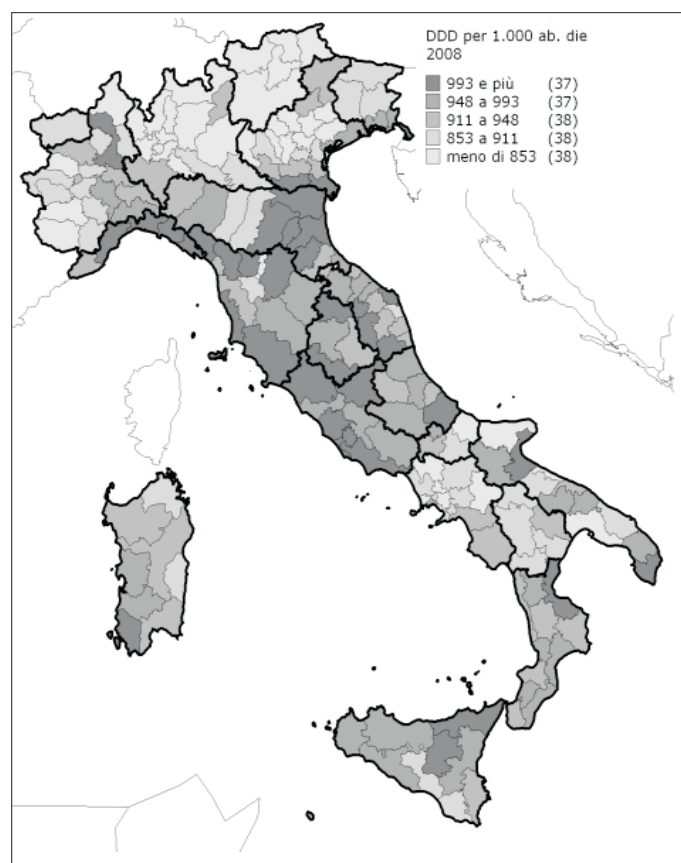 DDD per 1.000 ab. die
2008
993 e più (37)
948 a 993 (37)
911 a 948 (38)
853 a 911 (38)
meno di 853 (38)